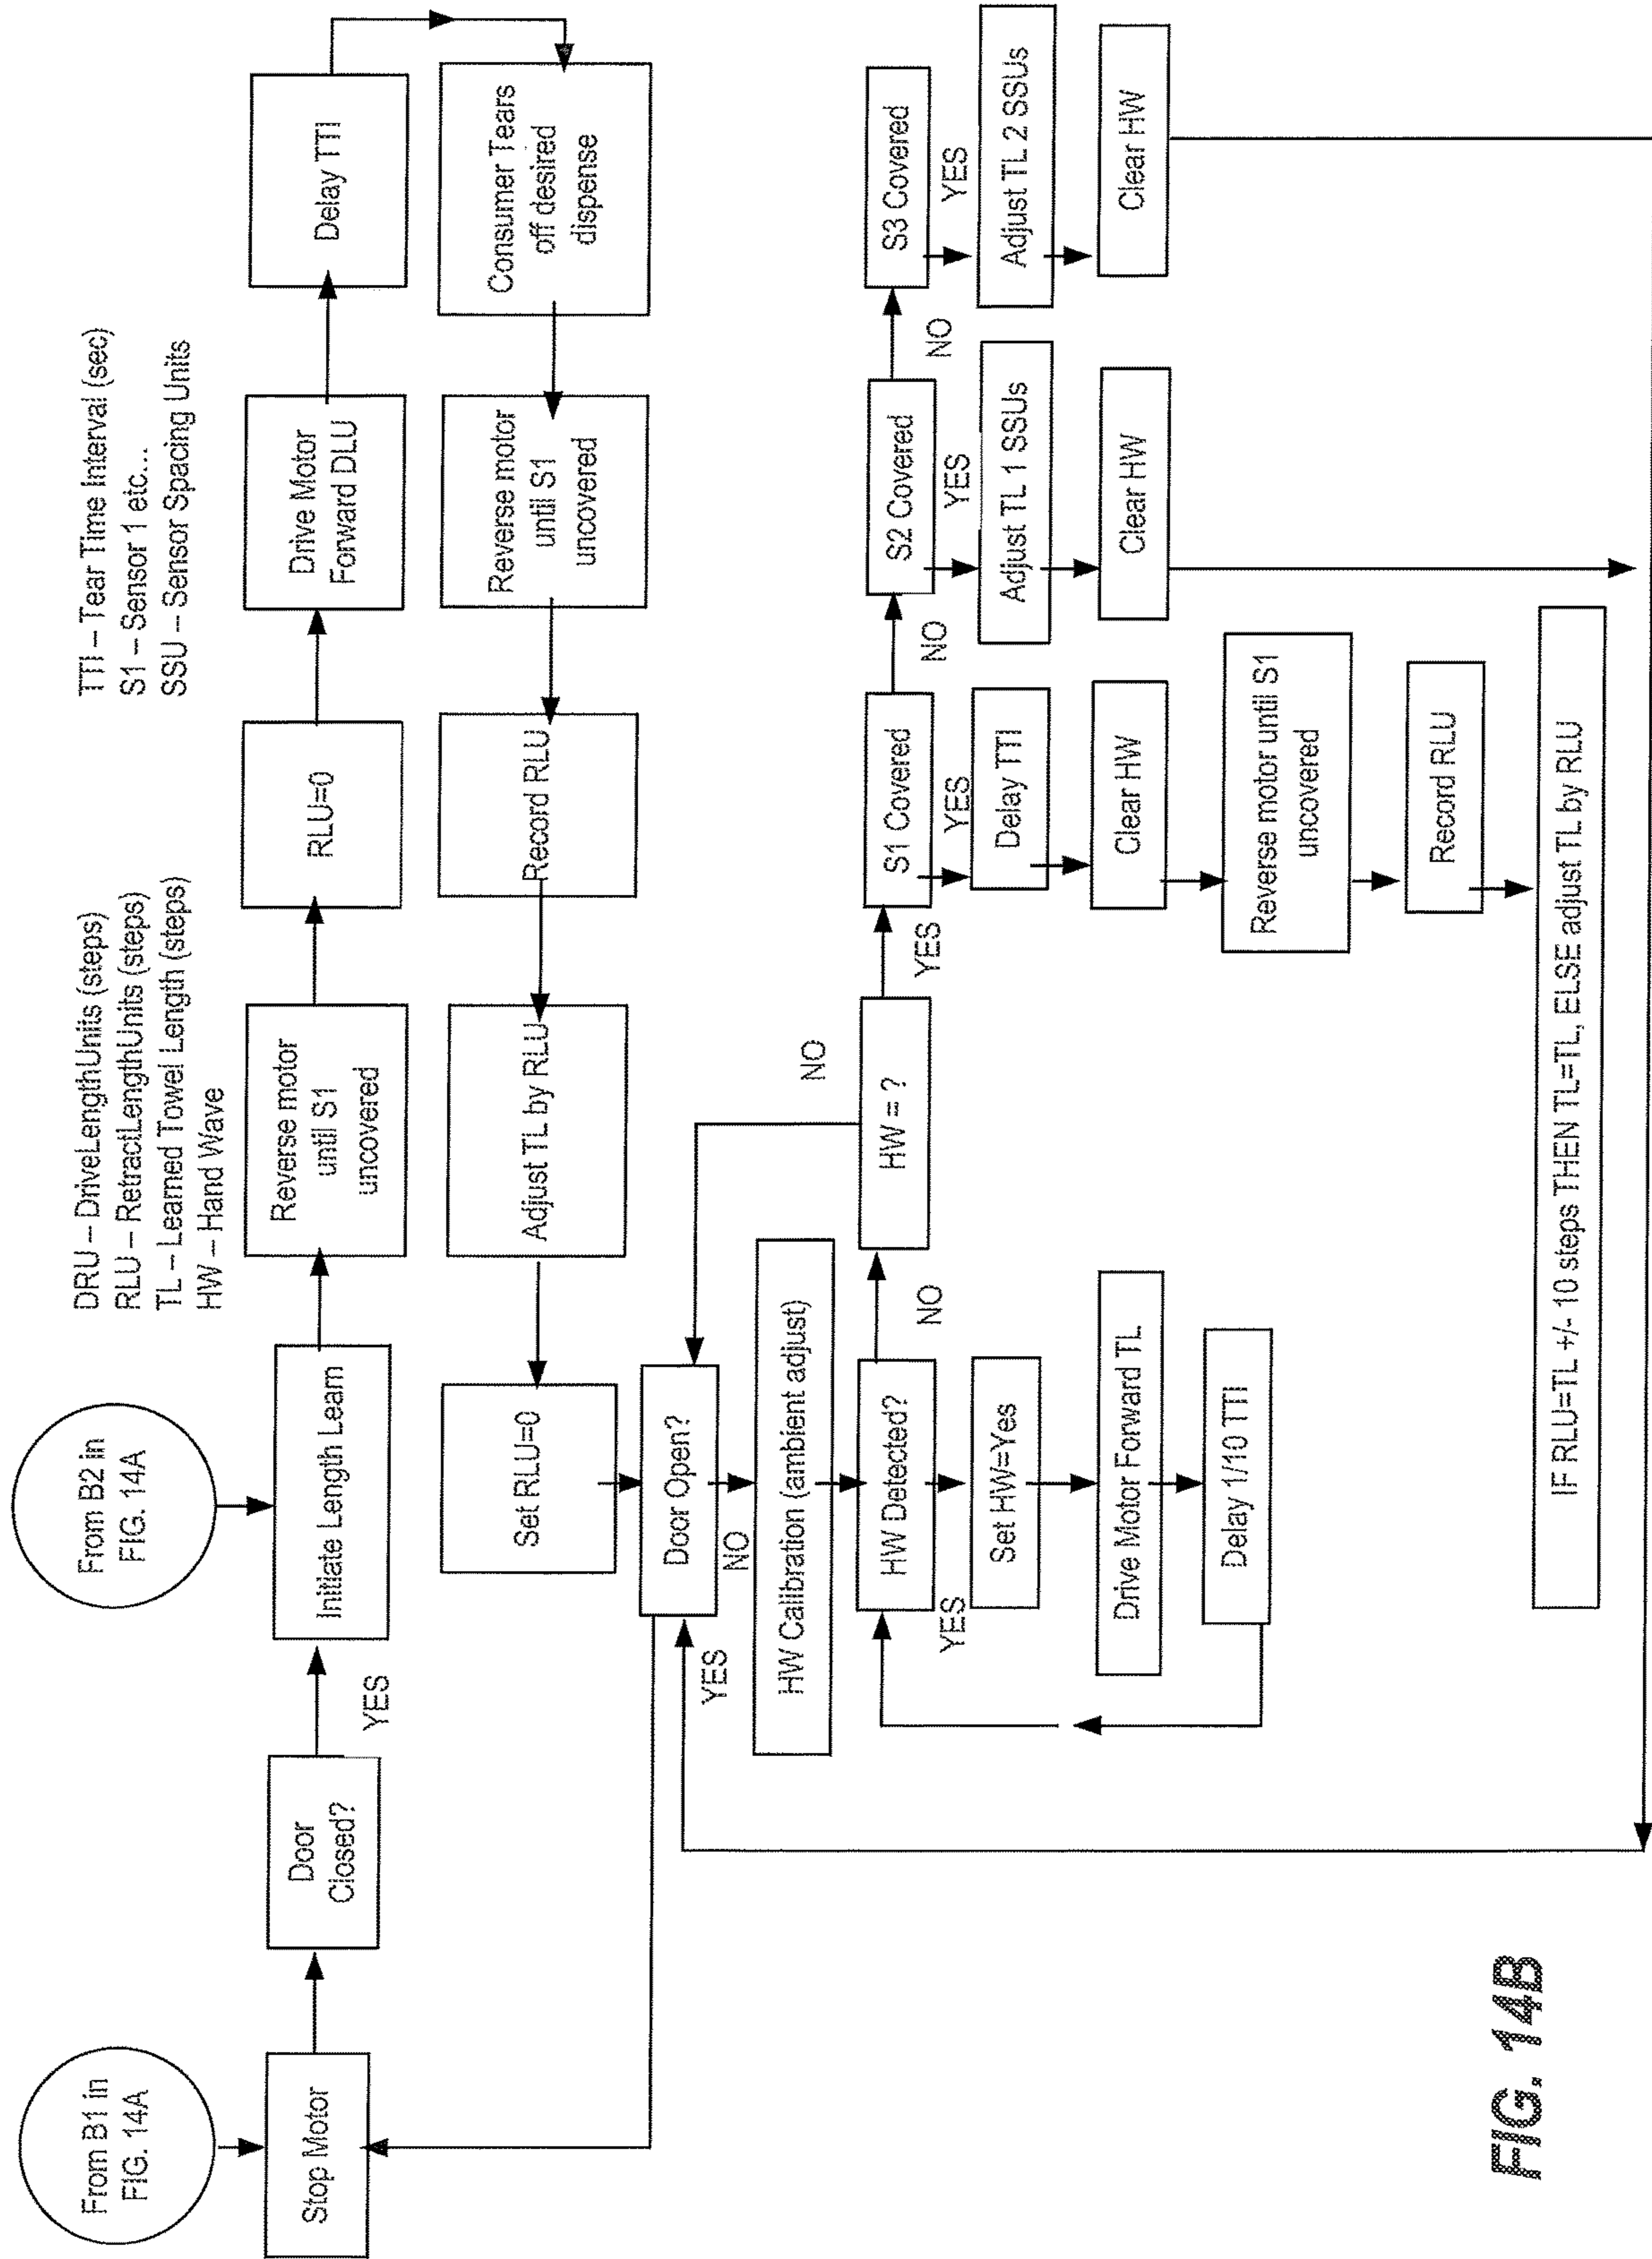 From B1 in
FIG. 14A
From B2 in
FIG. 14A
DRU – DriveLengthUnits (steps)
RLU – RetractLengthUnits (steps)
TL – Learned Towel Length (steps)
HW – Hand Wave
TTI – Tear Time Interval (sec)
S1 – Sensor 1 etc...
SSU – Sensor Spacing Units
Stop Motor
Door
Closed?
YES
Initiate Length Learn
Reverse motor
until S1
uncovered
RLU=0
Drive Motor
Forward DLU
Delay TTI
Set RLU=0
Adjust TL by RLU
Record RLU
Reverse motor
until S1
uncovered
Consumer Tears
off desired
dispense
Door Open?
YES
NO
HW Calibration (ambient adjust)
NO
HW Detected?
NO
HW = ?
YES
S1 Covered
NO
S2 Covered
NO
S3 Covered
YES
YES
YES
YES
Set HW=Yes
Delay TTI
Adjust TL 1 SSUs
Adjust TL 2 SSUs
Drive Motor Forward TL
Clear HW
Clear HW
Clear HW
Delay 1/10 TTI
Reverse motor until S1
uncovered
Record RLU
IF RLU=TL +/- 10 steps THEN TL=TL, ELSE adjust TL by RLU
FIG. 14B